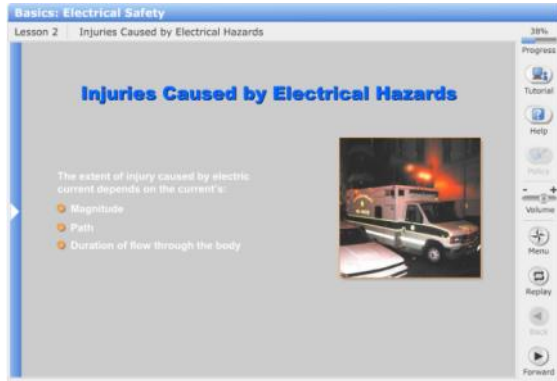 Basics: Electrical Safety
Lesson 2 Injuries Caused by Electrical Hazards
38%
Progress
Injuries Caused by Electrical Hazards
Tutorial
Help
Policy
The extent of injury caused by electric
current depends on the current's:
Magnitude
Path
Duration of flow through the body
- +
Volume
Menu
Replay
Back
Forward